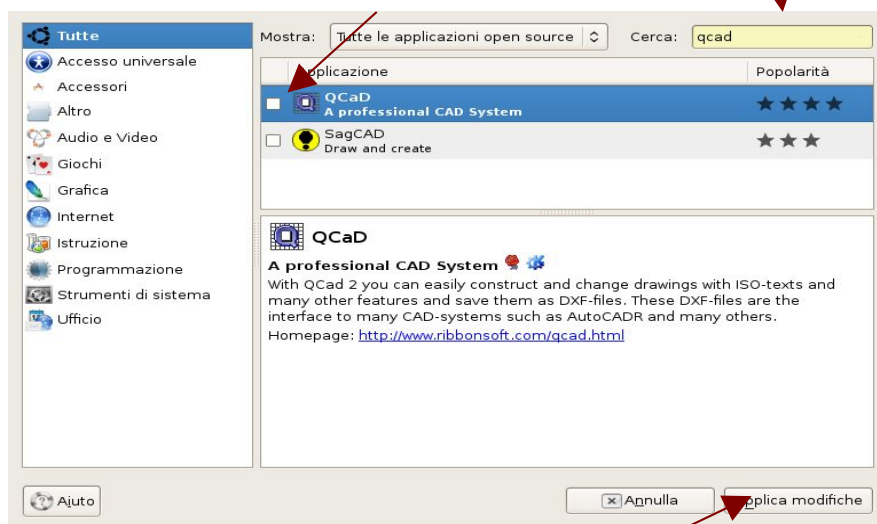 Tutte
Accesso universale
Accessori
Altro
Audio e Video
Giochi
Grafica
Internet
Istruzione
Programmazione
Strumenti di sistema
Ufficio
Mostra: Tutte le applicazioni open source Cerca: qcad
Applicazione Popolarità
QCaD
A professional CAD System
SagCAD
Draw and create
QCaD
A professional CAD System
With QCad 2 you can easily construct and change drawings with ISO-texts and
many other features and save them as DXF-files. These DXF-files are the
interface to many CAD-systems such as AutoCADR and many others.
Homepage: http://www.ribbonsoft.com/qcad.html
Aiuto Annulla Applica modifiche